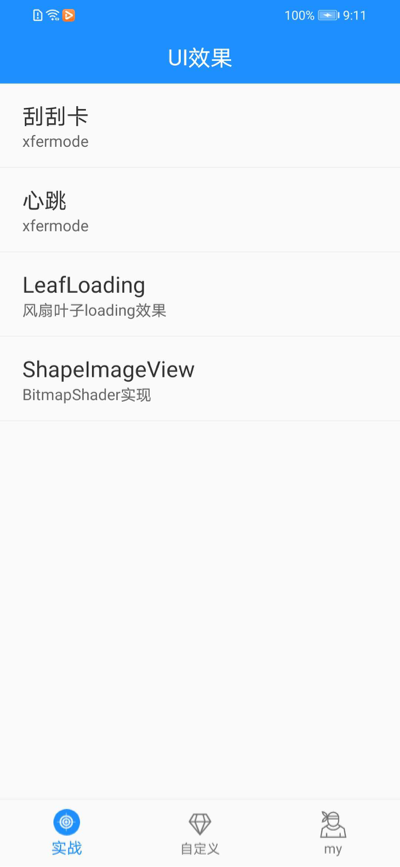 100% 9:11
UI效果
刮刮卡
xfermode
心跳
xfermode
LeafLoading
风扇叶子loading效果
ShapeImageView
BitmapShader实现
实战
自定义
my